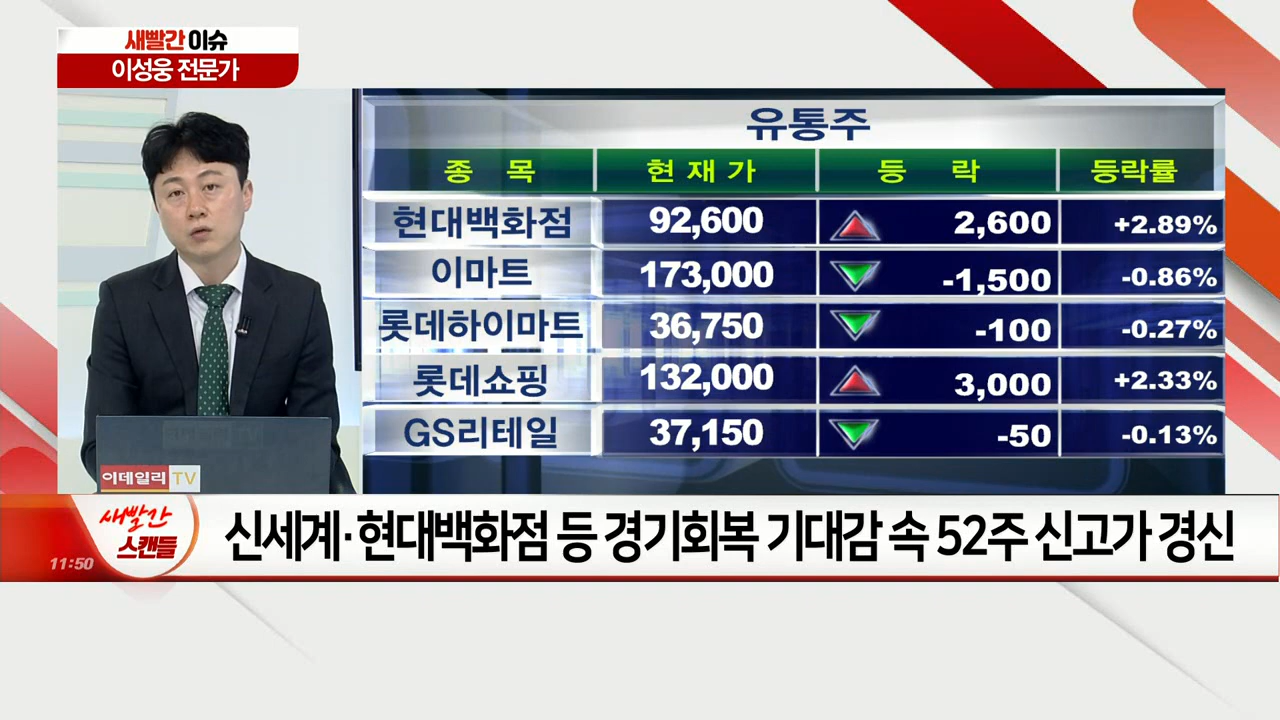 새빨간 이슈
이성웅 전문가
유통주
종 목 현 재 가 등 락 등락률
현대백화점 92,600 2,600 +2.89%
이마트 173,000 -1,500 -0.86%
롯데하이마트 36,750 -100 -0.27%
롯데쇼핑 132,000 3,000 +2.33%
GS리테일 37,150 -50 -0.13%
이데일리 TV
새빨간
스캔들
신세계·현대백화점 등 경기회복 기대감 속 52주 신고가 경신
11:50